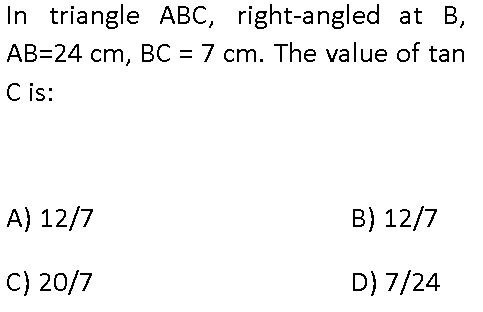 In triangle ABC, right-angled at B,
AB=24 cm, BC = 7 cm. The value of tan
C is:
A) 12/7 B) 12/7
C) 20/7 D) 7/24